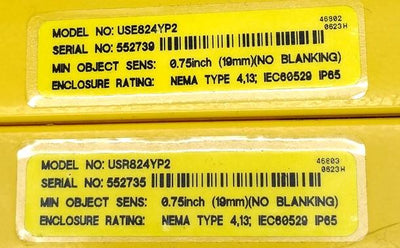 MODEL NO: USE824YP2 46802
SERIAL NO: 552739 0623H
MIN OBJECT SENS: 0.75inch (19mm)(NO BLANKING)
ENCLOSURE RATING: NEMA TYPE 4,13; IEC60529 IP65
MODEL NO: USR824YP2 46803
SERIAL NO: 552735 0623H
MIN OBJECT SENS: 0.75inch (19mm)(NO BLANKING)
ENCLOSURE RATING: NEMA TYPE 4,13; IEC60529 IP65